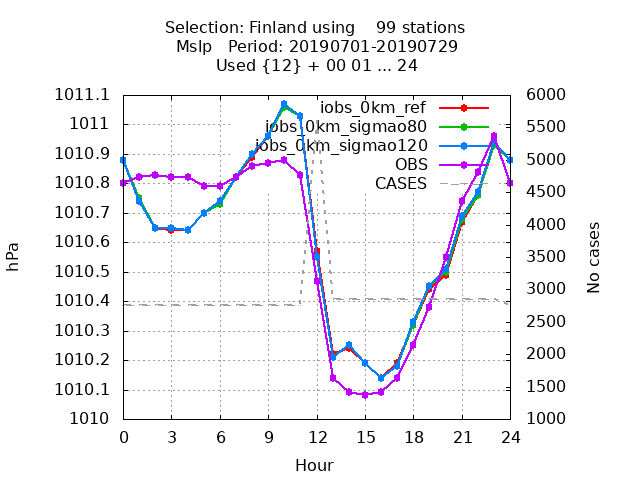 Selection: Finland using    99 stations
Mslp   Period: 20190701-20190729
Used {12} + 00 01 ... 24
iobs_0km_ref
iobs_0km_sigmao80
iobs_0km_sigmao120
OBS
CASES
hPa
1011.1
1011
1010.9
1010.8
1010.7
1010.6
1010.5
1010.4
1010.3
1010.2
1010.1
1010
No cases
6000
5500
5000
4500
4000
3500
3000
2500
2000
1500
1000
0 3 6 9 12 15 18 21 24
Hour